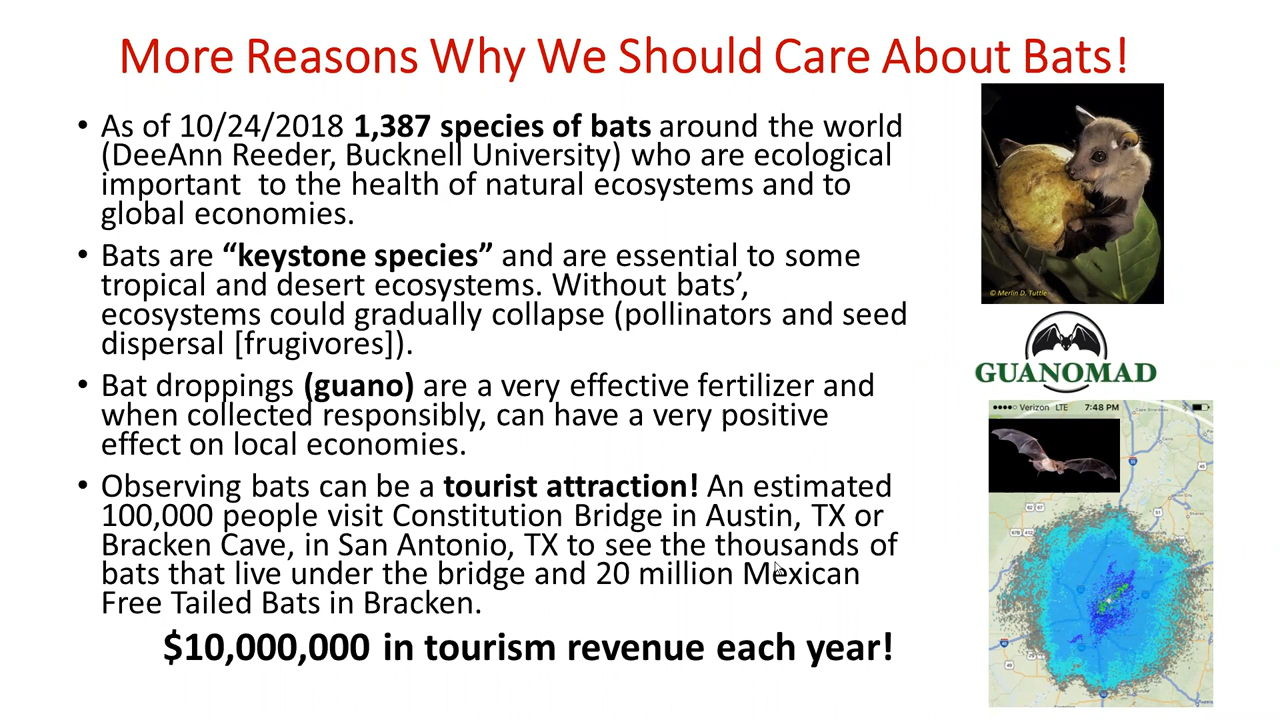 More Reasons Why We Should Care About Bats!
• As of 10/24/2018 1,387 species of bats around the world
(DeeAnn Reeder, Bucknell University) who are ecological
important  to the health of natural ecosystems and to
global economies.
• Bats are “keystone species” and are essential to some
tropical and desert ecosystems. Without bats’,
ecosystems could gradually collapse (pollinators and seed
dispersal [frugivores]).
• Bat droppings (guano) are a very effective fertilizer and
when collected responsibly, can have a very positive
effect on local economies.
• Observing bats can be a tourist attraction! An estimated
100,000 people visit Constitution Bridge in Austin, TX or
Bracken Cave, in San Antonio, TX to see the thousands of
bats that live under the bridge and 20 million Mexican
Free Tailed Bats in Bracken.
$10,000,000 in tourism revenue each year!
© Merlin D. Tuttle
GUANOMAD
Verizon LTE 7:48 PM